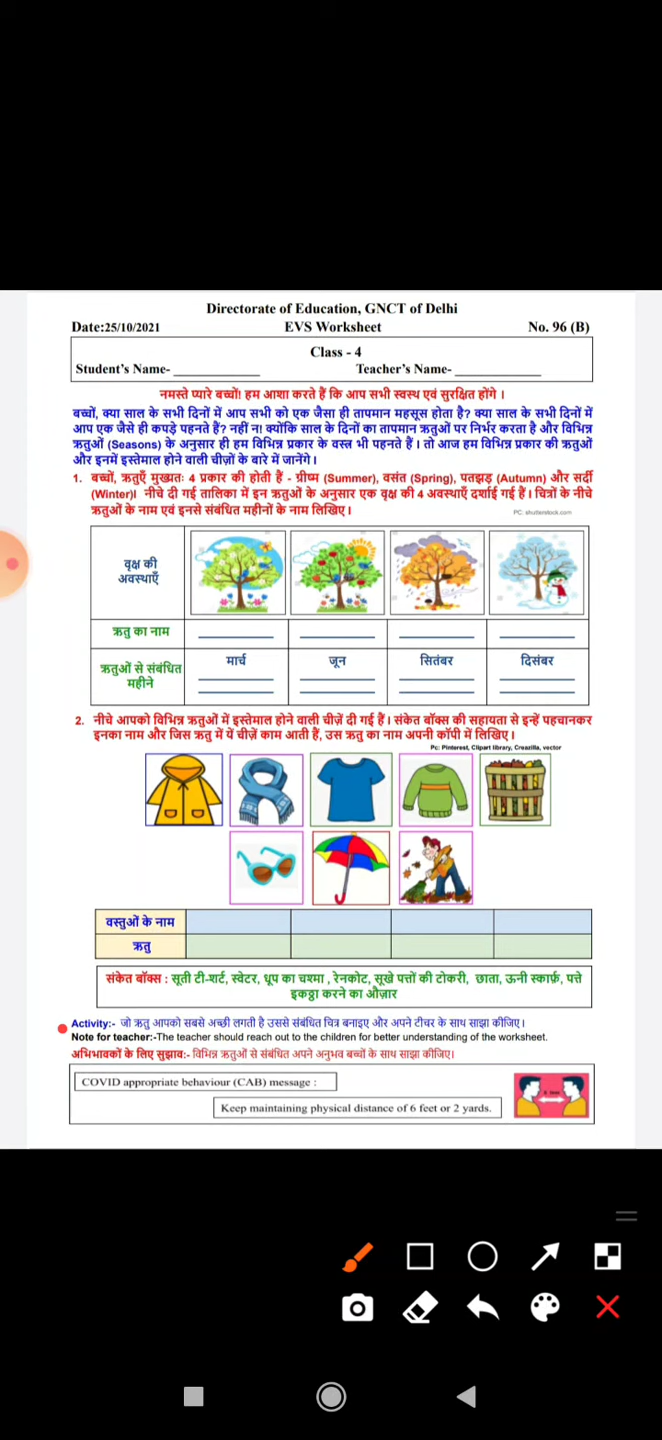 Directorate of Education, GNCT of Delhi
Date:25/10/2021 EVS Worksheet No. 96 (B)
Class - 4
Student's Name- ______________ Teacher's Name- ______________
नमस्ते प्यारे बच्चों! हम आशा करते हैं कि आप सभी स्वस्थ एवं सुरक्षित होंगे ।
बच्चों, क्या साल के सभी दिनों में आप सभी को एक जैसा ही तापमान महसूस होता है? क्या साल के सभी दिनों में
आप एक जैसे ही कपड़े पहनते हैं? नहीं न! क्योंकि साल के दिनों का तापमान ऋतुओं पर निर्भर करता है और विभिन्न
ऋतुओं (Seasons) के अनुसार ही हम विभिन्न प्रकार के वस्त्र भी पहनते हैं । तो आज हम विभिन्न प्रकार की ऋतुओं
और इनमें इस्तेमाल होने वाली चीज़ों के बारे में जानेंगे ।
1. बच्चों, ऋतुएँ मुख्यतः 4 प्रकार की होती हैं - ग्रीष्म (Summer), वसंत (Spring), पतझड़ (Autumn) और सर्दी
(Winter)। नीचे दी गई तालिका में इन ऋतुओं के अनुसार एक वृक्ष की 4 अवस्थाएँ दर्शाई गई हैं । चित्रों के नीचे
ऋतुओं के नाम एवं इनसे संबंधित महीनों के नाम लिखिए ।
PC: shutterstock.com
वृक्ष की
अवस्थाएँ
ऋतु का नाम
ऋतुओं से संबंधित
महीने
मार्च जून सितंबर दिसंबर
2. नीचे आपको विभिन्न ऋतुओं में इस्तेमाल होने वाली चीज़ें दी गई हैं । संकेत बॉक्स की सहायता से इन्हें पहचानकर
इनका नाम और जिस ऋतु में ये चीज़ें काम आती हैं, उस ऋतु का नाम अपनी कॉपी में लिखिए ।
Pc: Pinterest, Clipart library, Creazilla, vector
वस्तुओं के नाम
ऋतु
संकेत बॉक्स : सूती टी-शर्ट, स्वेटर, धूप का चश्मा , रेनकोट, सूखे पत्तों की टोकरी, छाता, ऊनी स्कार्फ़, पत्ते
इकठ्ठा करने का औज़ार
Activity:- जो ऋतु आपको सबसे अच्छी लगती है उससे संबंधित चित्र बनाइए और अपने टीचर के साथ साझा कीजिए ।
Note for teacher:-The teacher should reach out to the children for better understanding of the worksheet.
अभिभावकों के लिए सुझाव:- विभिन्न ऋतुओं से संबंधित अपने अनुभव बच्चों के साथ साझा कीजिए।
COVID appropriate behaviour (CAB) message :
Keep maintaining physical distance of 6 feet or 2 yards.